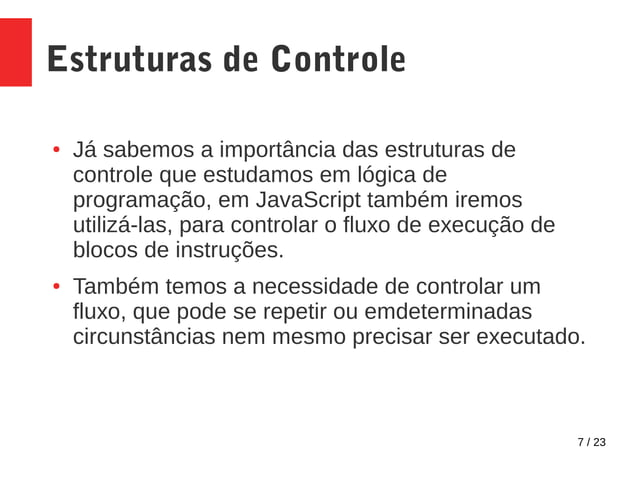 Estruturas de Controle
• Já sabemos a importância das estruturas de
controle que estudamos em lógica de
programação, em JavaScript também iremos
utilizá-las, para controlar o fluxo de execução de
blocos de instruções.
• Também temos a necessidade de controlar um
fluxo, que pode se repetir ou emdeterminadas
circunstâncias nem mesmo precisar ser executado.
7 / 23